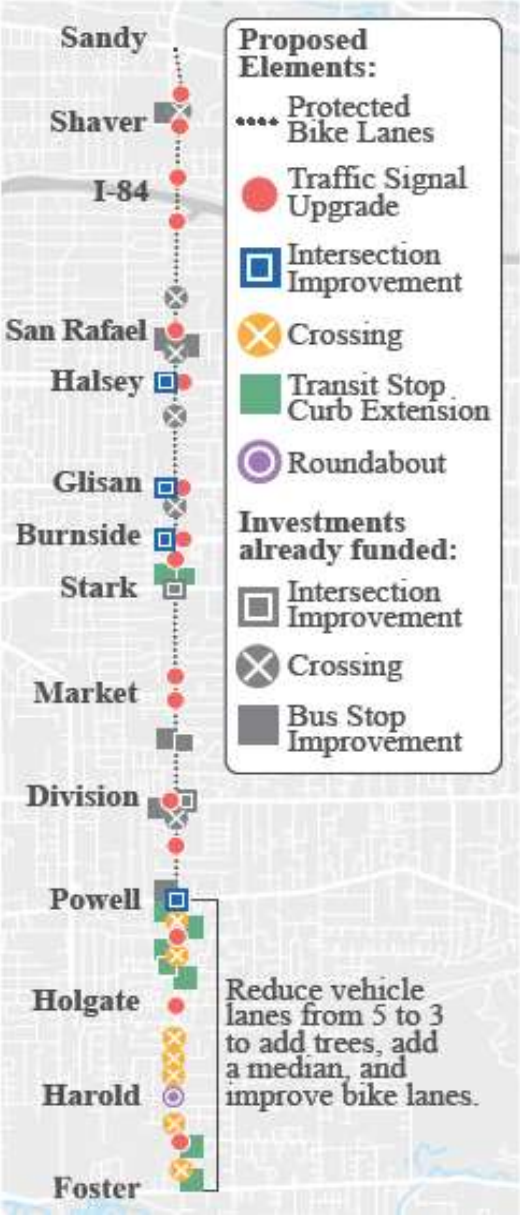 Sandy
Shaver
I-84
San Rafael
Halsey
Glisan
Burnside
Stark
Market
Division
Powell
Holgate
Harold
Foster
Proposed
Elements:
Protected
Bike Lanes
Traffic Signal
Upgrade
Intersection
Improvement
Crossing
Transit Stop
Curb Extension
Roundabout
Investments
already funded:
Intersection
Improvement
Crossing
Bus Stop
Improvement
Reduce vehicle
lanes from 5 to 3
to add trees, add
a median, and
improve bike lanes.